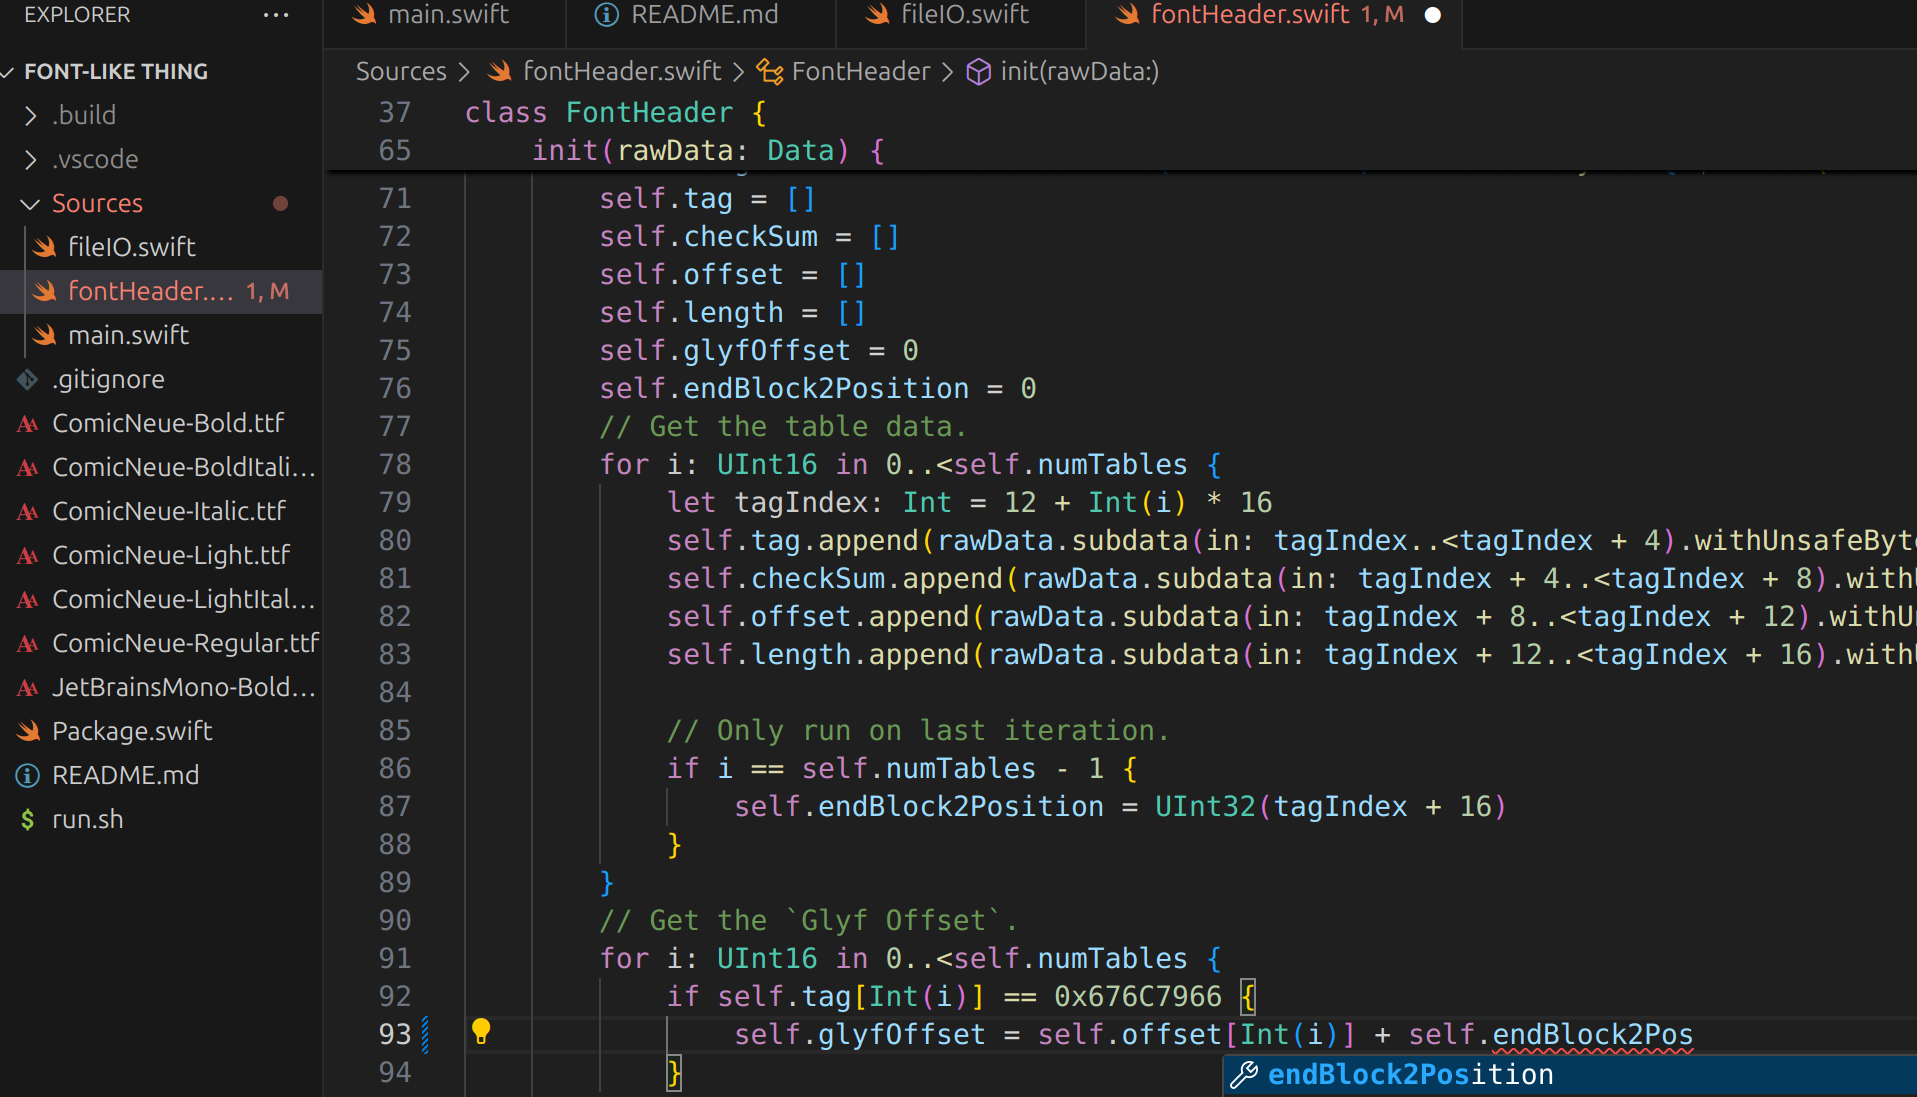 EXPLORER
FONT-LIKE THING
.build
.vscode
Sources
fileIO.swift
fontHeader.... 1, M
main.swift
.gitignore
ComicNeue-Bold.ttf
ComicNeue-BoldItali...
ComicNeue-Italic.ttf
ComicNeue-Light.ttf
ComicNeue-LightItal...
ComicNeue-Regular.ttf
JetBrainsMono-Bold...
Package.swift
README.md
run.sh
main.swift
README.md
fileIO.swift
fontHeader.swift 1, M
Sources > fontHeader.swift > FontHeader > init(rawData:)
37 class FontHeader {
65 init(rawData: Data) {
71 self.tag = []
72 self.checkSum = []
73 self.offset = []
74 self.length = []
75 self.glyfOffset = 0
76 self.endBlock2Position = 0
77 // Get the table data.
78 for i: UInt16 in 0..<self.numTables {
79 let tagIndex: Int = 12 + Int(i) * 16
80 self.tag.append(rawData.subdata(in: tagIndex..<tagIndex + 4).withUnsafeByt
81 self.checkSum.append(rawData.subdata(in: tagIndex + 4..<tagIndex + 8).with
82 self.offset.append(rawData.subdata(in: tagIndex + 8..<tagIndex + 12).withU
83 self.length.append(rawData.subdata(in: tagIndex + 12..<tagIndex + 16).with
84
85 // Only run on last iteration.
86 if i == self.numTables - 1 {
87 self.endBlock2Position = UInt32(tagIndex + 16)
88 }
89 }
90 // Get the `Glyf Offset`.
91 for i: UInt16 in 0..<self.numTables {
92 if self.tag[Int(i)] == 0x676C7966 {
93 self.glyfOffset = self.offset[Int(i)] + self.endBlock2Pos
94 }
endBlock2Position